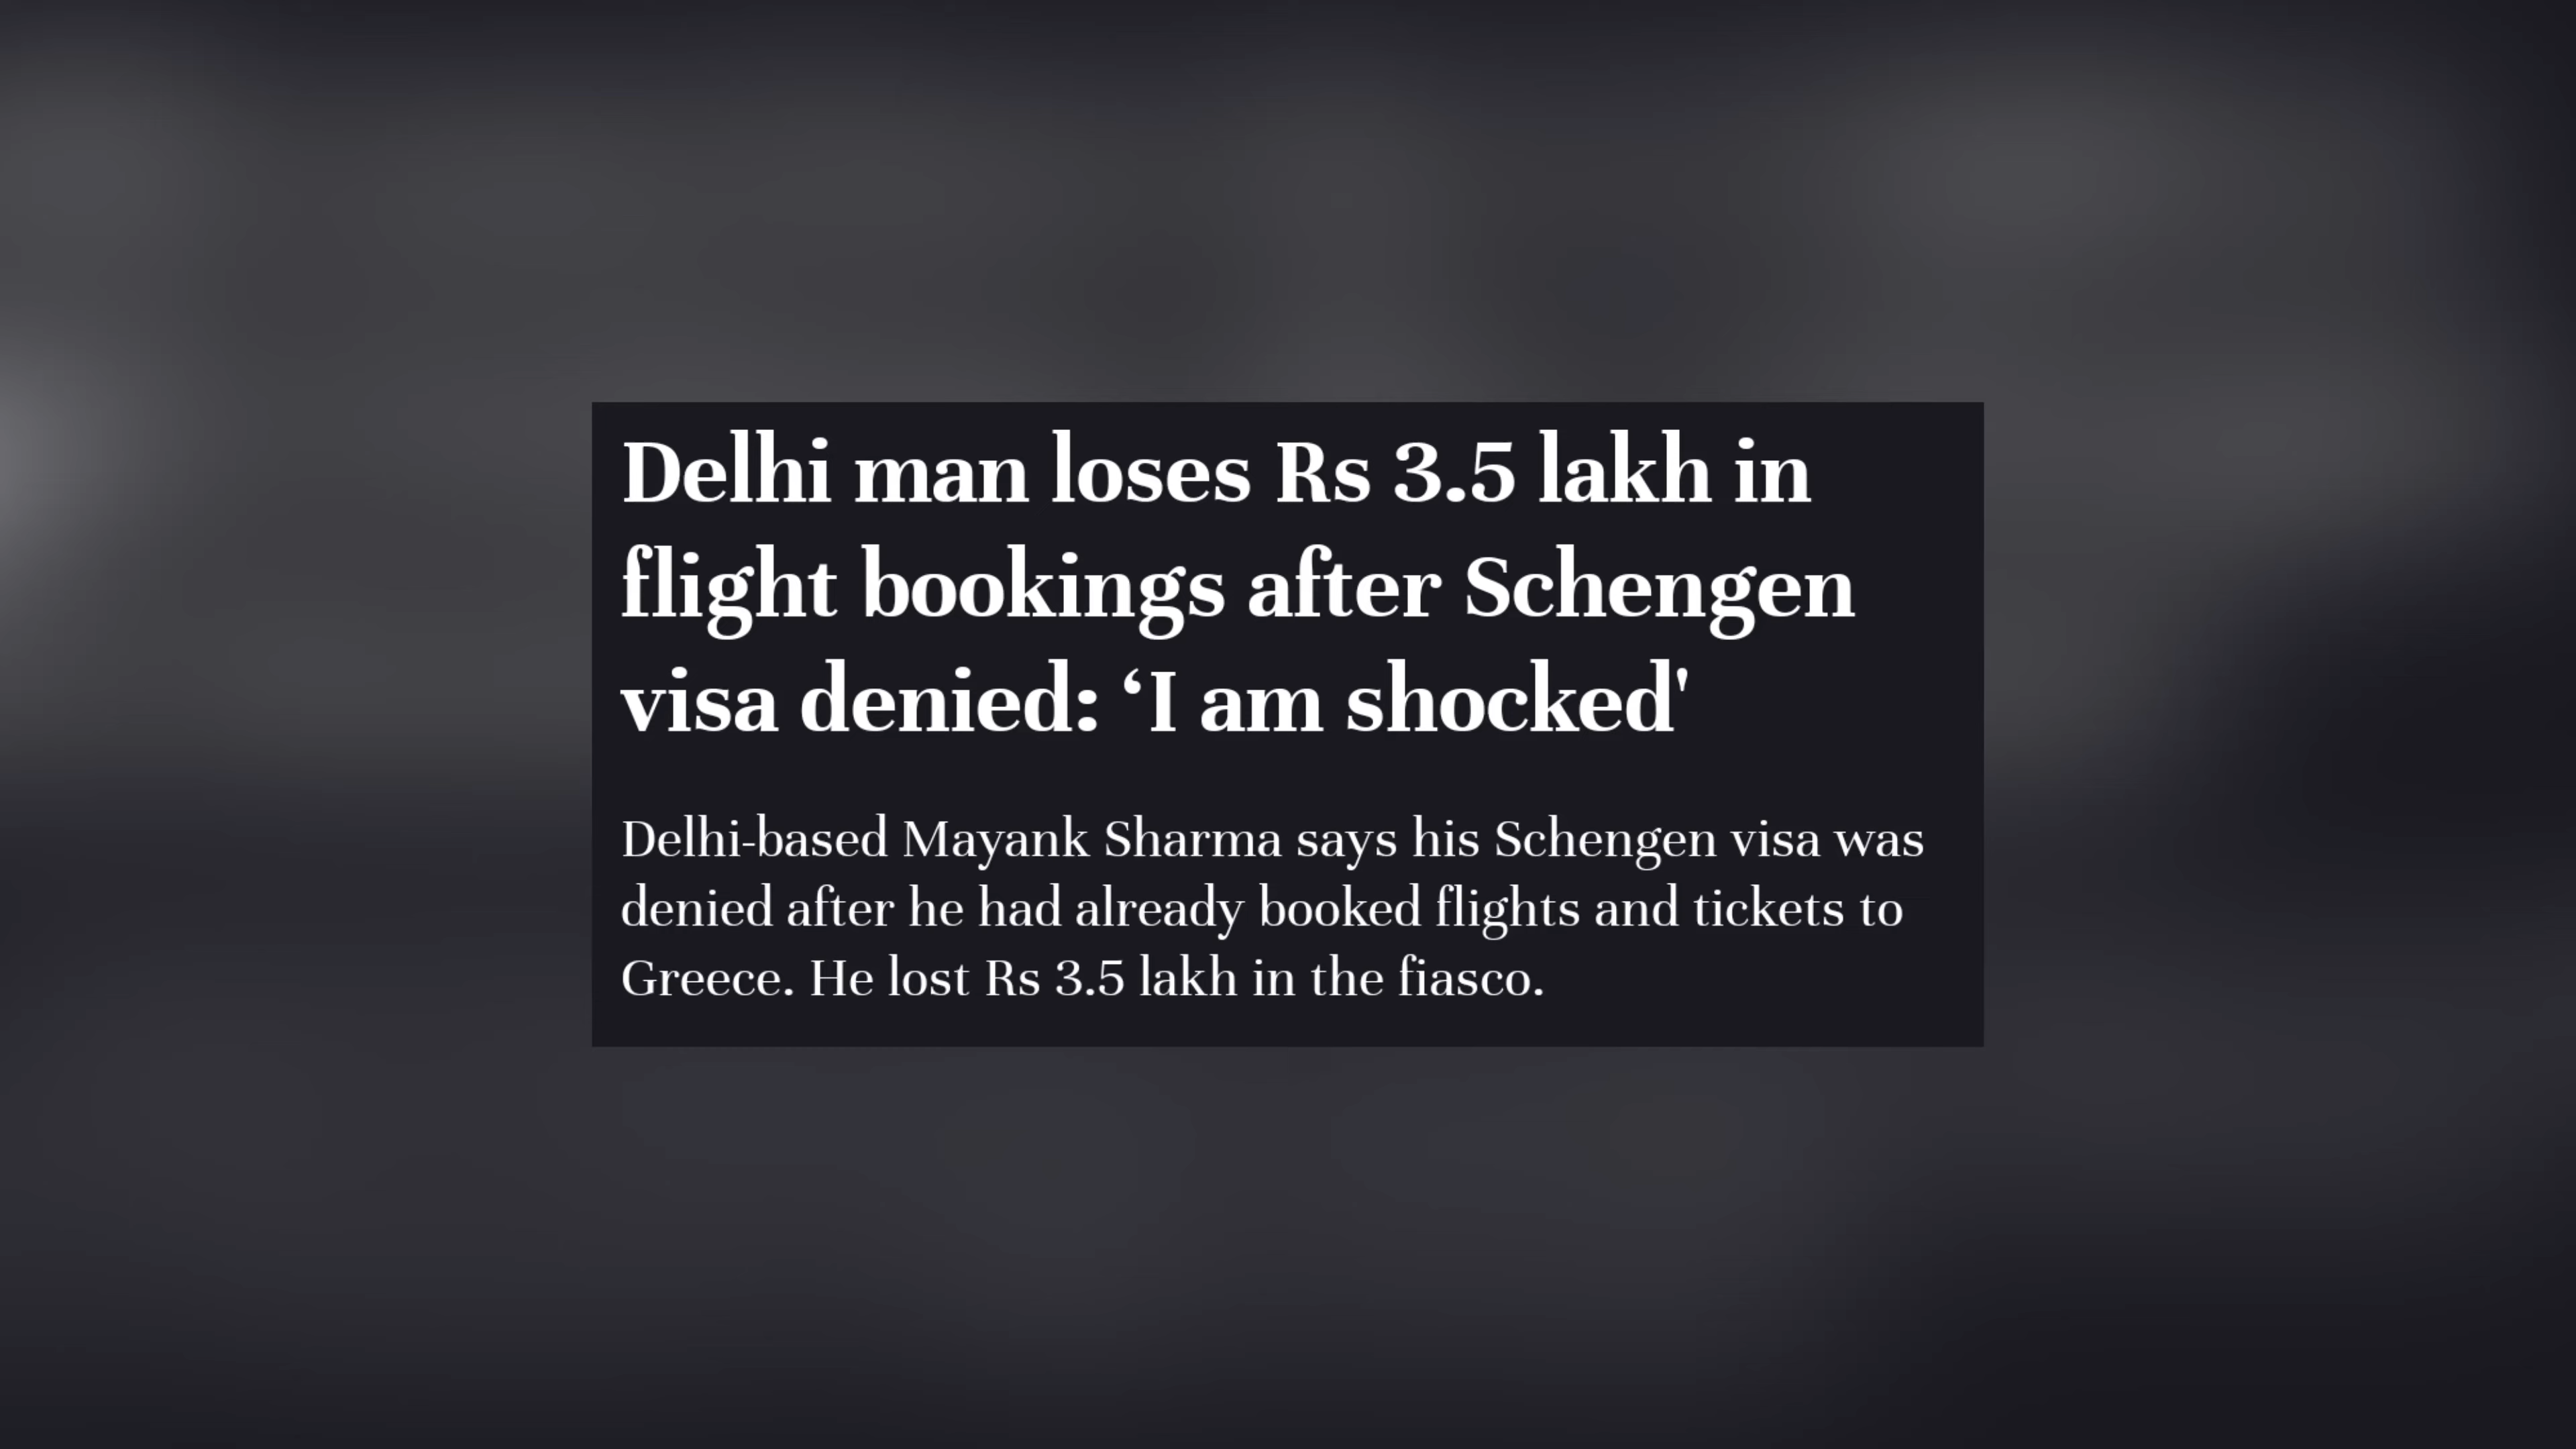 Delhi man loses Rs 3.5 lakh in
flight bookings after Schengen
visa denied: ‘I am shocked'
Delhi-based Mayank Sharma says his Schengen visa was
denied after he had already booked flights and tickets to
Greece. He lost Rs 3.5 lakh in the fiasco.